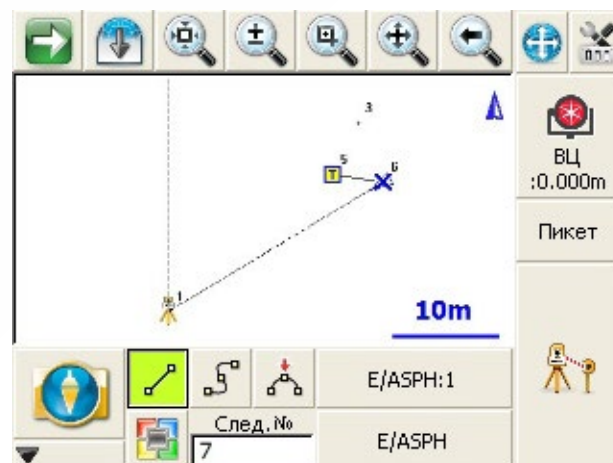 3
5
6
T
1
10m
ВЦ
:0.000m
Пикет
E/ASPH:1
След.№
7
E/ASPH